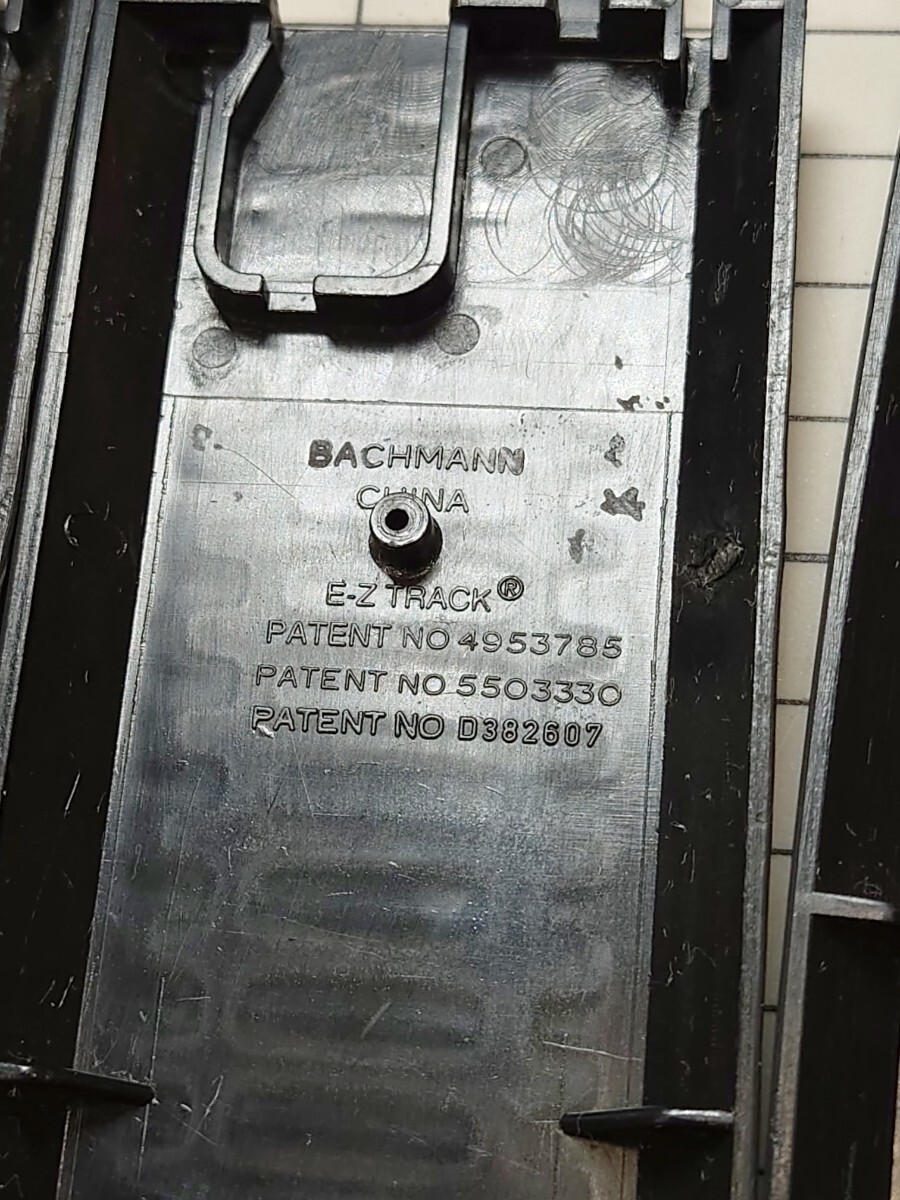 BACHMANN
CHINA
E-Z TRACK®
PATENT NO 4953785
PATENT NO 5503330
PATENT NO D382607